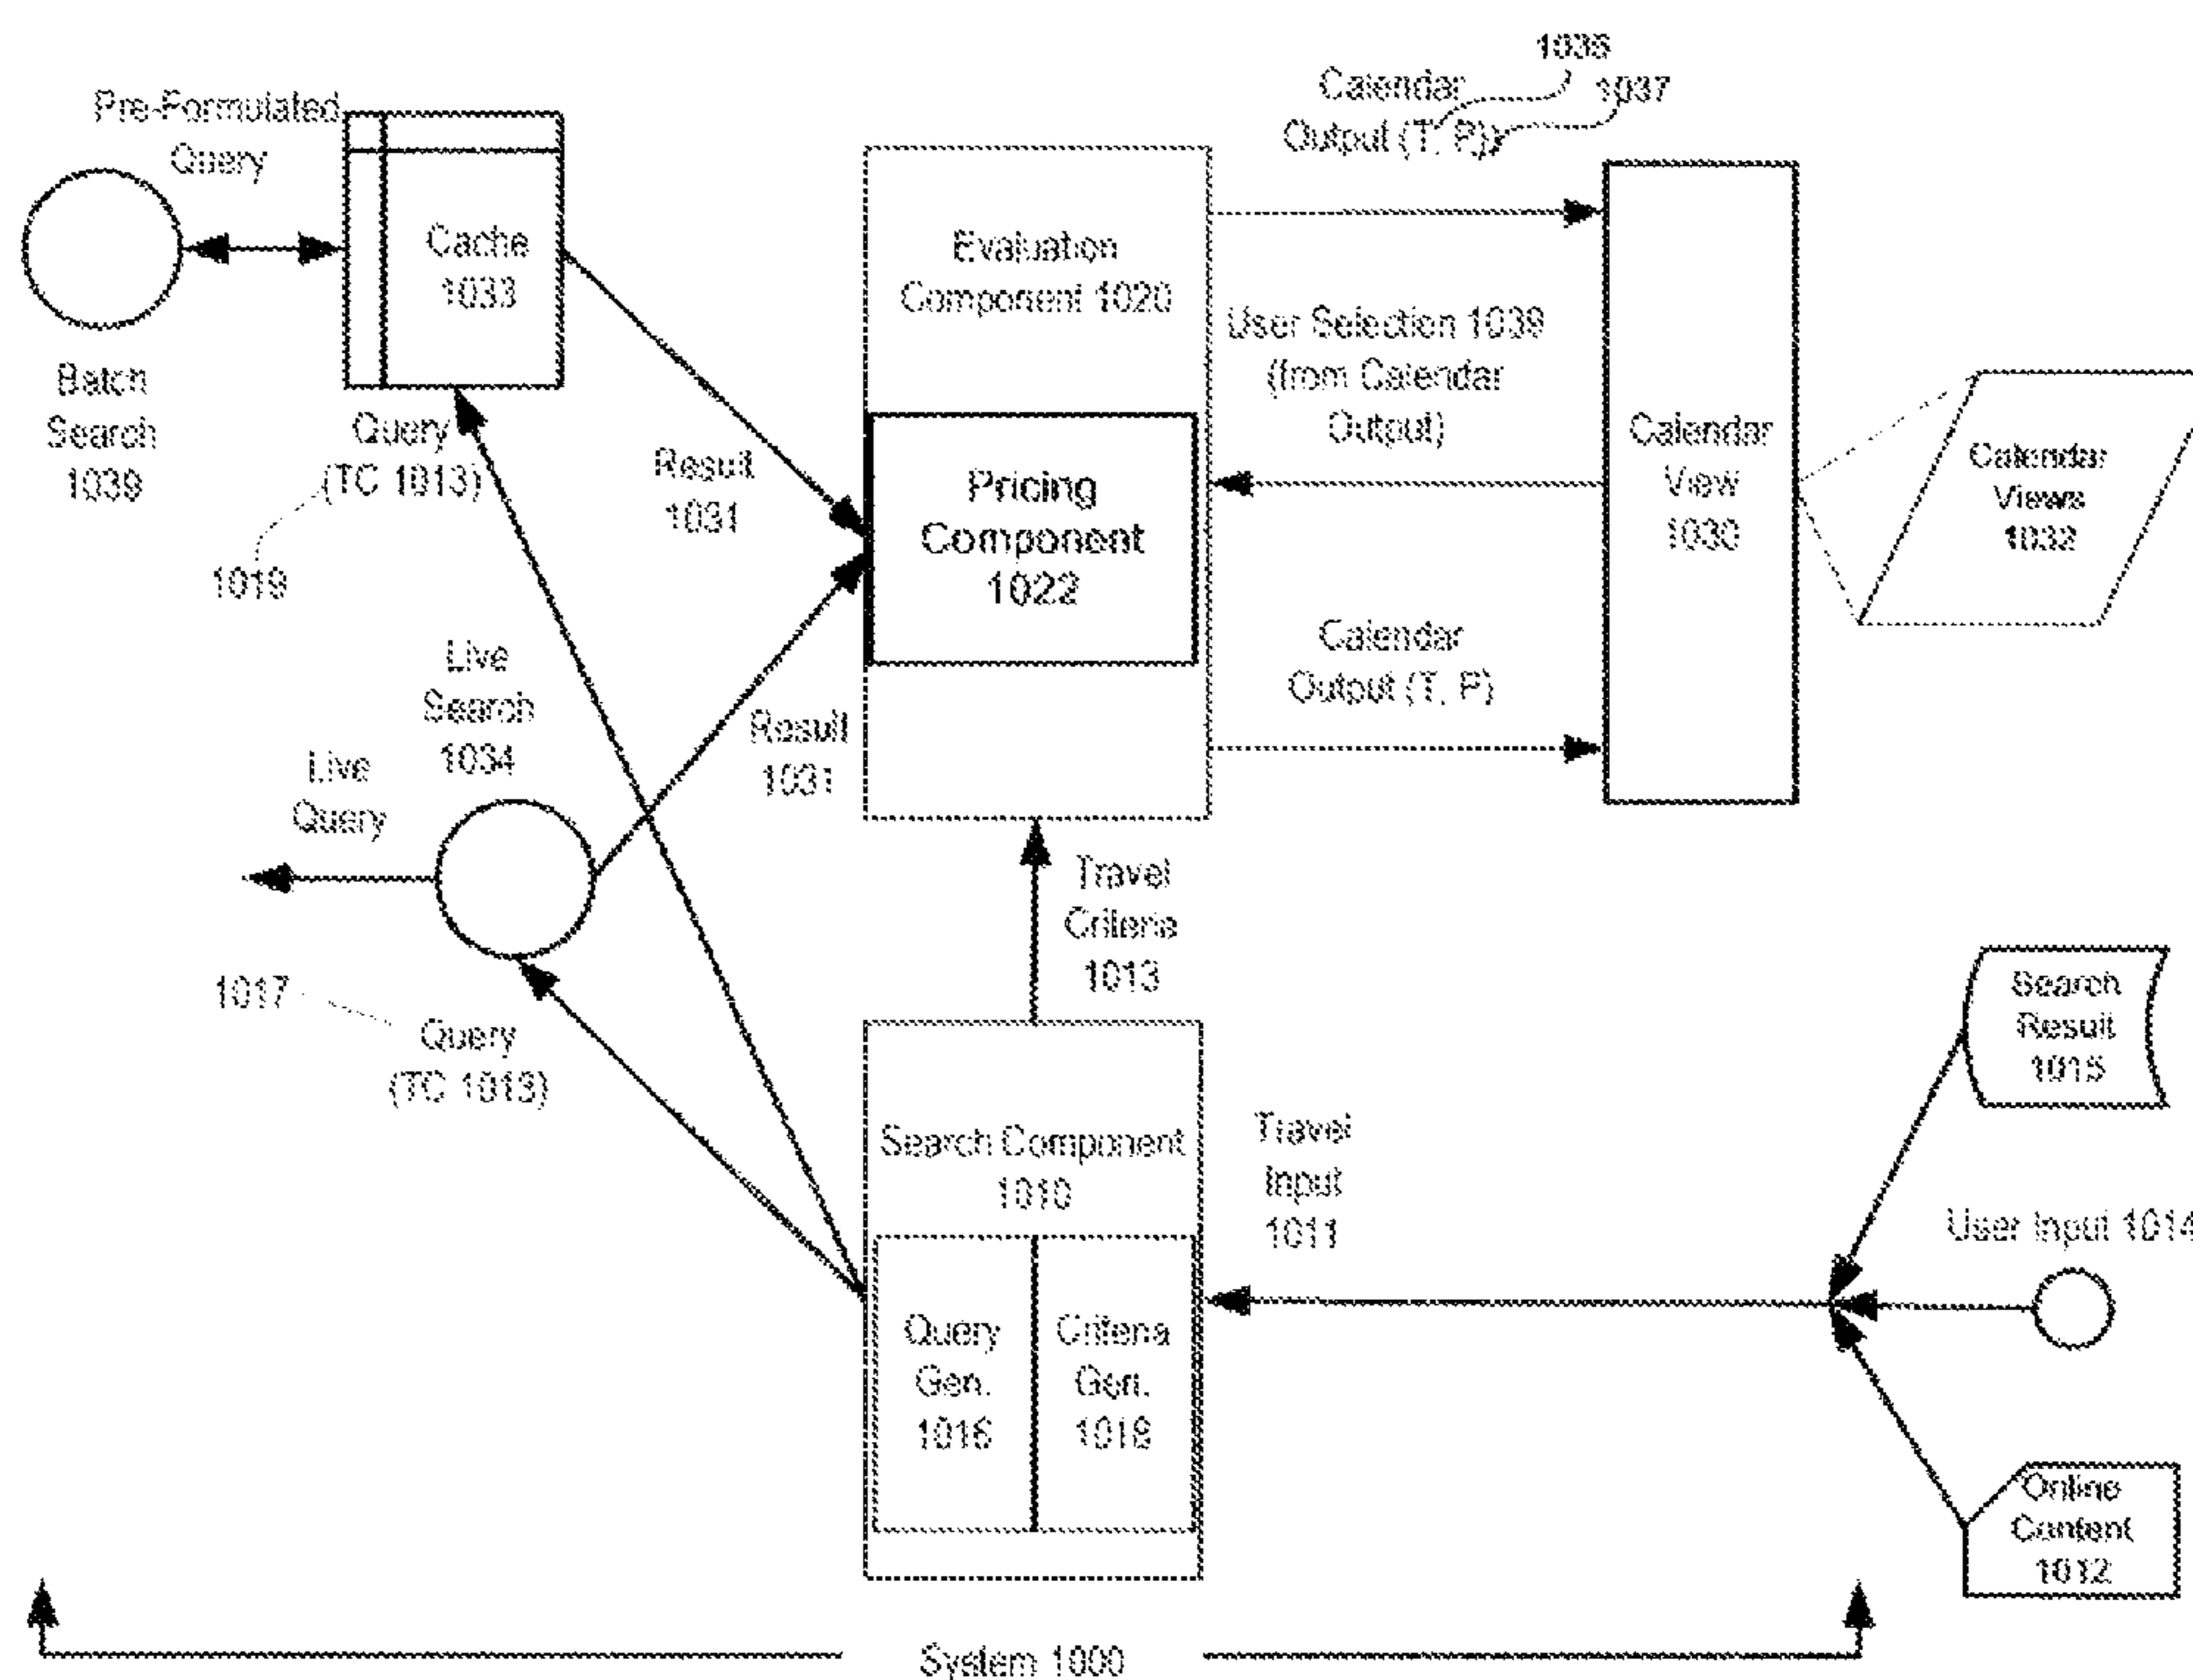 Pre-Formulated
Query
Cache
1033
Batch
Search
1039
Query
(TC 1013)
1019
Result
1031
Live
Search
1034
Live
Query
Result
1031
1017
Query
(TC 1013)
Evaluation
Component 1020
Pricing
Component
1022
Calendar
Output (T, P)
1036
1037
User Selection 1039
(from Calendar
Output)
Calendar
Output (T, P)
Calendar
View
1030
Calendar
Views
1032
Travel
Criteria
1013
Search Component
1010
Query
Gen.
1016
Criteria
Gen.
1018
Travel
Input
1011
Search
Result
1015
User Input 1014
Online
Content
1012
System 1000